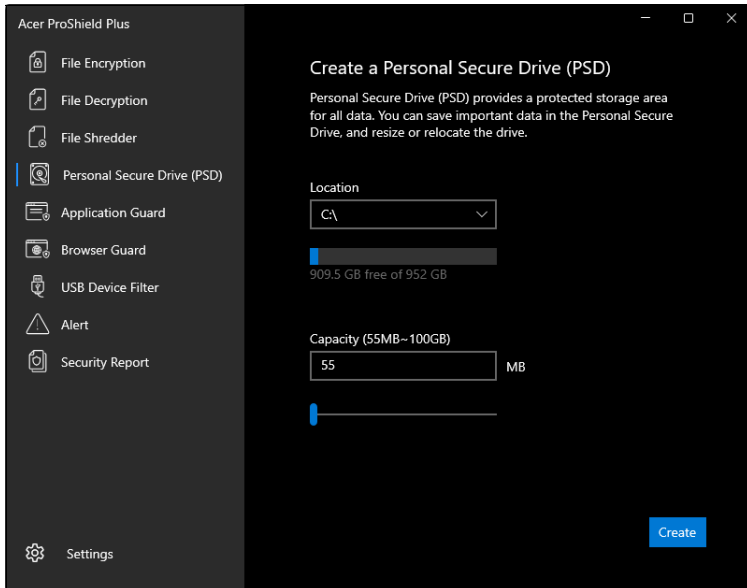 Acer ProShield Plus
File Encryption
File Decryption
File Shredder
Personal Secure Drive (PSD)
Application Guard
Browser Guard
USB Device Filter
Alert
Security Report
Settings
Create a Personal Secure Drive (PSD)
Personal Secure Drive (PSD) provides a protected storage area
for all data. You can save important data in the Personal Secure
Drive, and resize or relocate the drive.
Location
C:\
909.5 GB free of 952 GB
Capacity (55MB~100GB)
55
MB
Create